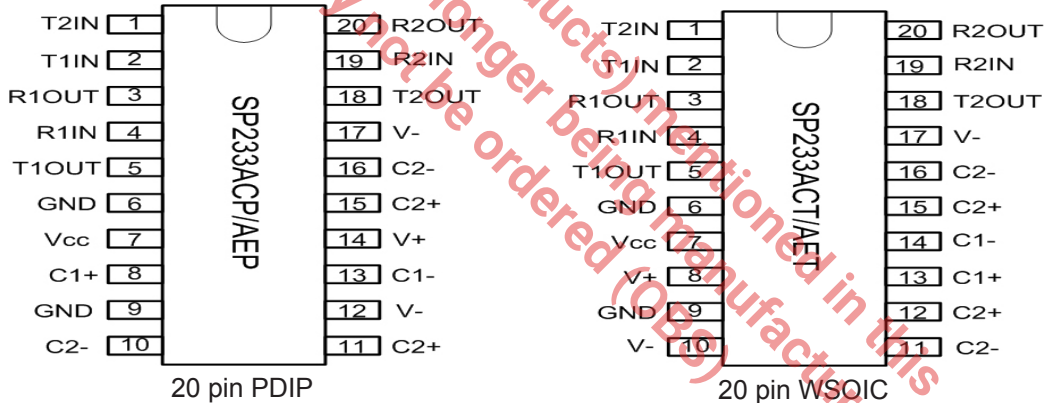 T2IN 1 20 R2OUT
T1IN 2 19 R2IN
R1OUT 3 18 T2OUT
R1IN 4 17 V-
T1OUT 5 16 C2-
GND 6 15 C2+
Vcc 7 14 V+
C1+ 8 13 C1-
GND 9 12 V-
C2- 10 11 C2+
SP233ACP/AEP
20 pin PDIP
T2IN 1 20 R2OUT
T1IN 2 19 R2IN
R1OUT 3 18 T2OUT
R1IN 4 17 V-
T1OUT 5 16 C2-
GND 6 15 C2+
Vcc 7 14 C1-
V+ 8 13 C1+
GND 9 12 C2+
V- 10 11 C2-
SP233ACT/AET
20 pin WSOIC
ducts) mentioned in this
longer being manufactu
y not be ordered (OBS)